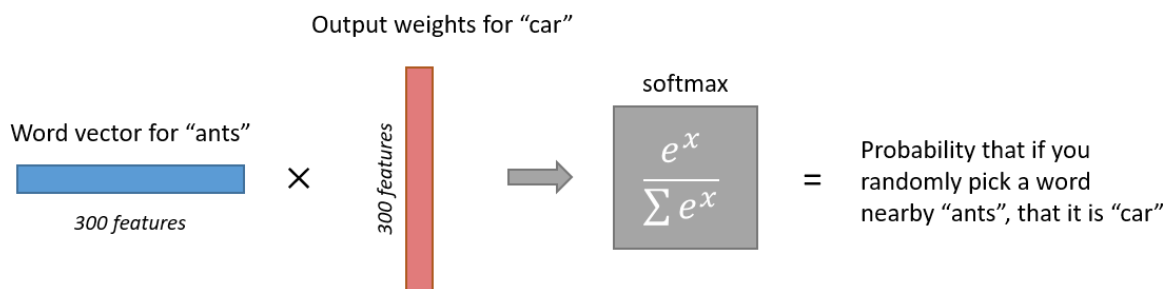 Output weights for “car”
softmax
Word vector for “ants”
300 features
×
300 features
e^x
∑ e^x
=
Probability that if you
randomly pick a word
nearby “ants”, that it is “car”